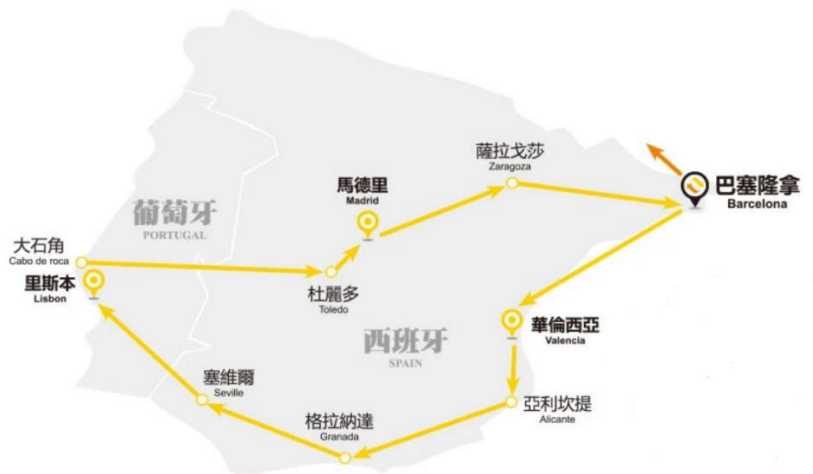 薩拉戈莎
Zaragoza
馬德里
Madrid
巴塞隆拿
Barcelona
葡萄牙
PORTUGAL
大石角
Cabo de roca
里斯本
Lisbon
杜麗多
Toledo
華倫西亞
Valencia
西班牙
SPAIN
塞維爾
Seville
亞利坎提
Alicante
格拉納達
Granada